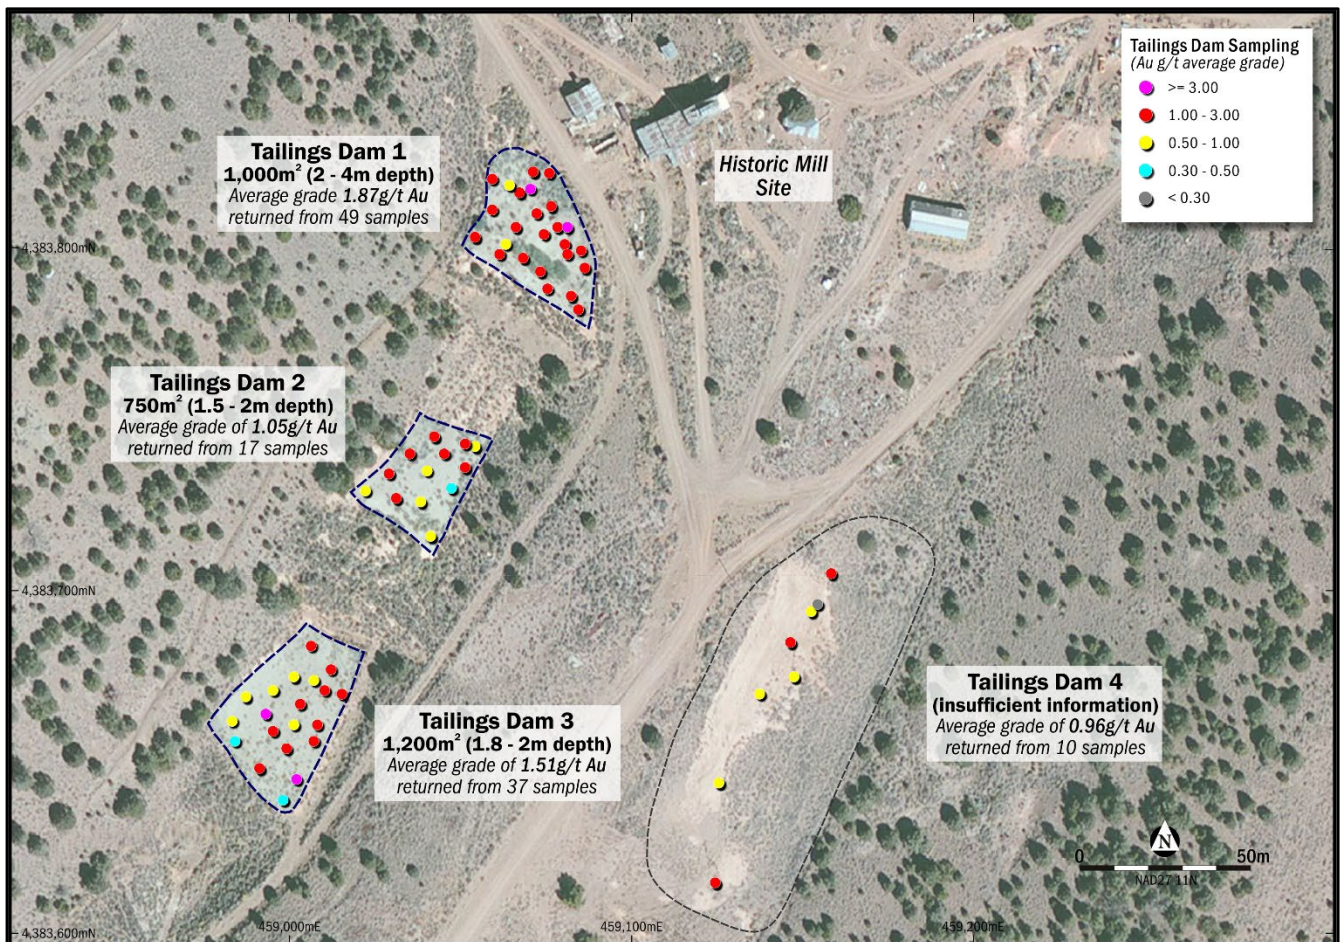 Tailings Dam Sampling
(Au g/t average grade)
>= 3.00
1.00 - 3.00
0.50 - 1.00
0.30 - 0.50
< 0.30
Tailings Dam 1
1,000m² (2 - 4m depth)
Average grade 1.87g/t Au
returned from 49 samples
Historic Mill
Site
4,383,800mN
Tailings Dam 2
750m² (1.5 - 2m depth)
Average grade of 1.05g/t Au
returned from 17 samples
4,383,700mN
Tailings Dam 3
1,200m² (1.8 - 2m depth)
Average grade of 1.51g/t Au
returned from 37 samples
Tailings Dam 4
(insufficient information)
Average grade of 0.96g/t Au
returned from 10 samples
N
0 50m
NAD27 11N
459,000mE 459,100mE 459,200mE
4,383,600mN